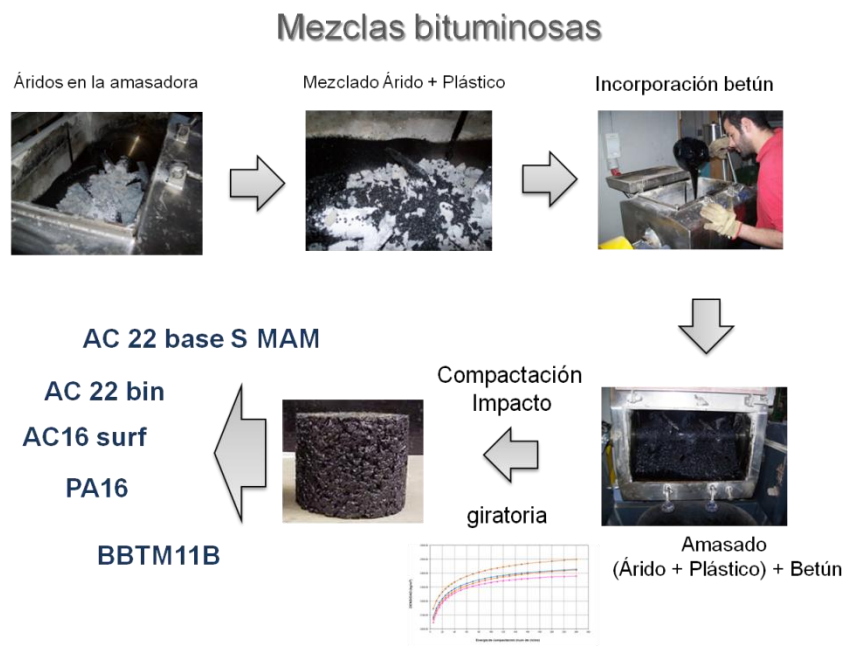 Mezclas bituminosas
Áridos en la amasadora
Mezclado Árido + Plástico
Incorporación betún
AC 22 base S MAM
AC 22 bin
AC16 surf
PA16
BBTM11B
Compactación
Impacto
giratoria
Amasado
(Árido + Plástico) + Betún